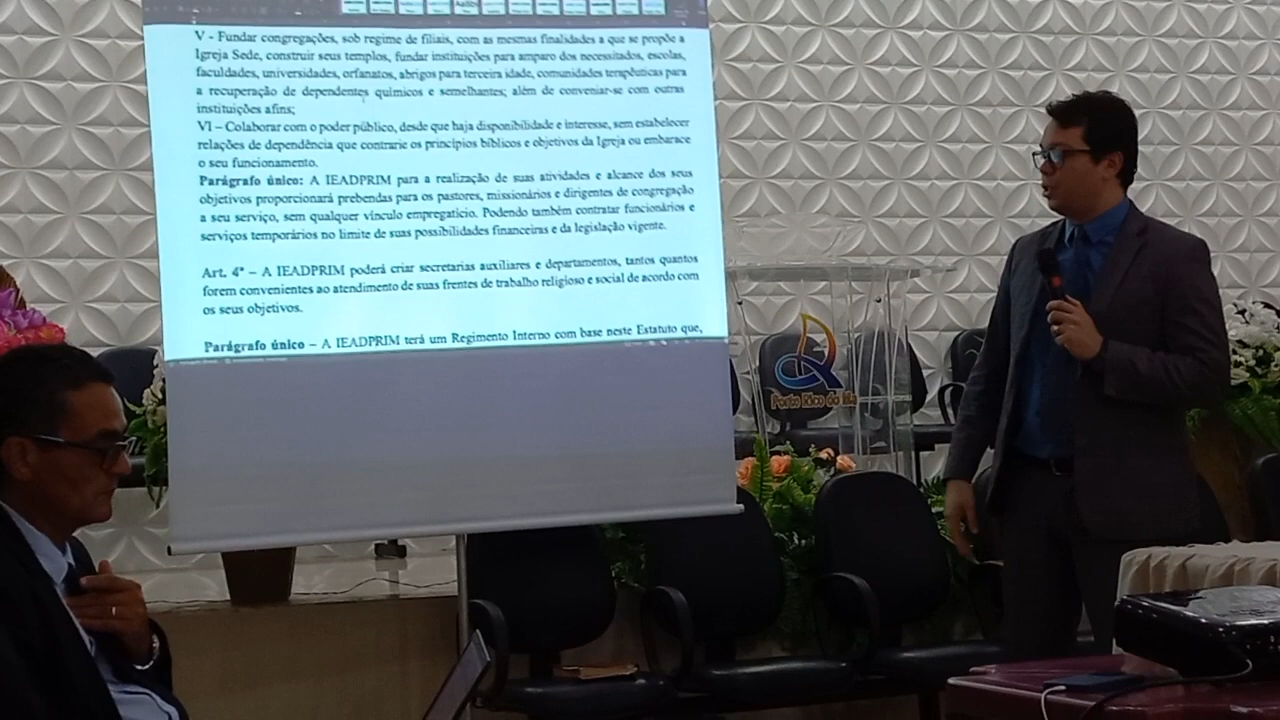 V - Fundar congregações, sob regime de filiais, com as mesmas finalidades a que se propõe a
Igreja Sede, construir seus templos, fundar instituições para amparo dos necessitados, escolas,
faculdades, universidades, orfanatos, abrigos para terceira idade, comunidades terapêuticas para
a recuperação de dependentes químicos e semelhantes; além de conveniar-se com outras
instituições afins;
VI – Colaborar com o poder público, desde que haja disponibilidade e interesse, sem estabelecer
relações de dependência que contrarie os princípios bíblicos e objetivos da Igreja ou embarace
o seu funcionamento.
Parágrafo único: A IEADPRIM para a realização de suas atividades e alcance dos seus
objetivos proporcionará prebendas para os pastores, missionários e dirigentes de congregação
a seu serviço, sem qualquer vínculo empregatício. Podendo também contratar funcionários e
serviços temporários no limite de suas possibilidades financeiras e da legislação vigente.
Art. 4º – A IEADPRIM poderá criar secretarias auxiliares e departamentos, tantos quantos
forem convenientes ao atendimento de suas frentes de trabalho religioso e social de acordo com
os seus objetivos.
Parágrafo único – A IEADPRIM terá um Regimento Interno com base neste Estatuto que,
Porto Rico do Ma